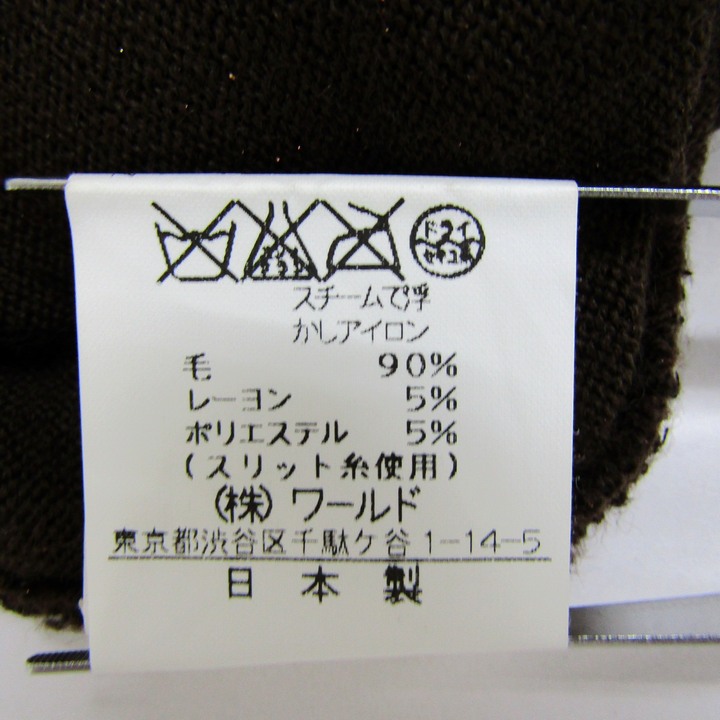 ドライ
セキユ系
スチームで浮
かしアイロン
毛 90%
レーヨン 5%
ポリエステル 5%
(スリット糸使用)
(株)ワールド
東京都渋谷区千駄ケ谷1-14-5
日本製